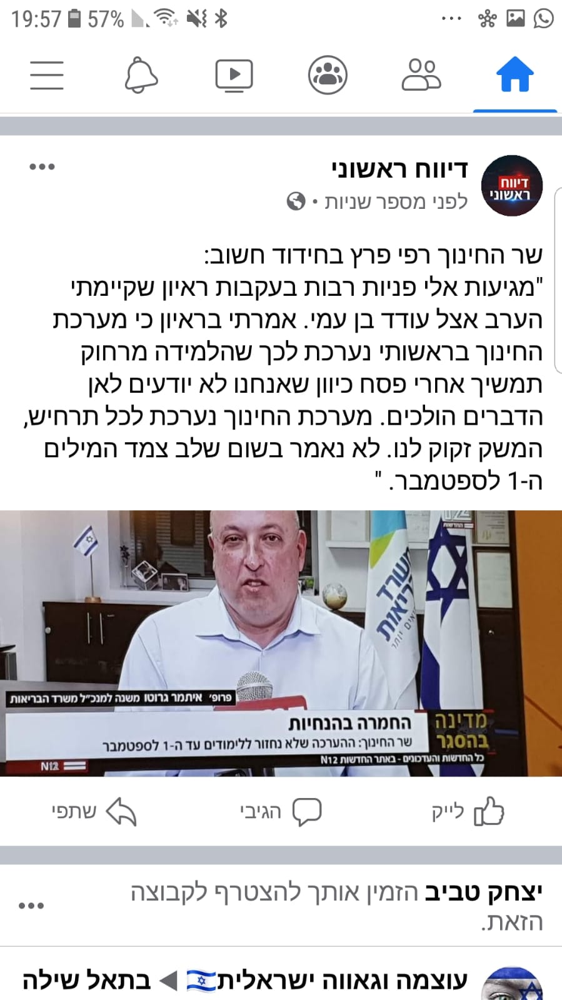 19:57 57%
דיווח ראשוני
דיווח
ראשוני
לפני מספר שניות •
שר החינוך רפי פרץ בחידוד חשוב:
"מגיעות אלי פניות רבות בעקבות ראיון שקיימתי
הערב אצל עודד בן עמי. אמרתי בראיון כי מערכת
החינוך בראשותי נערכת לכך שהלמידה מרחוק
תמשיך אחרי פסח כיוון שאנחנו לא יודעים לאן
הדברים הולכים. מערכת החינוך נערכת לכל תרחיש,
המשק זקוק לנו. לא נאמר בשום שלב צמד המילים
ה-1 לספטמבר. "
12
החדשות
משרד
פרופ' איתמר גרוטו משנה למנכ"ל משרד הבריאות
מדינה
בהסגר
החמרה בהנחיות
שר החינוך: ההערכה שלא נחזור ללימודים עד ה-1 לספטמבר
כל החדשות והעדכונים - באתר החדשות N12
N12
לייק
הגיבי
שתפי
יצחק טביב הזמין אותך להצטרף לקבוצה
הזאת.
עוצמה וגאווה ישראלית🇮🇱 ◀ בתאל שילה